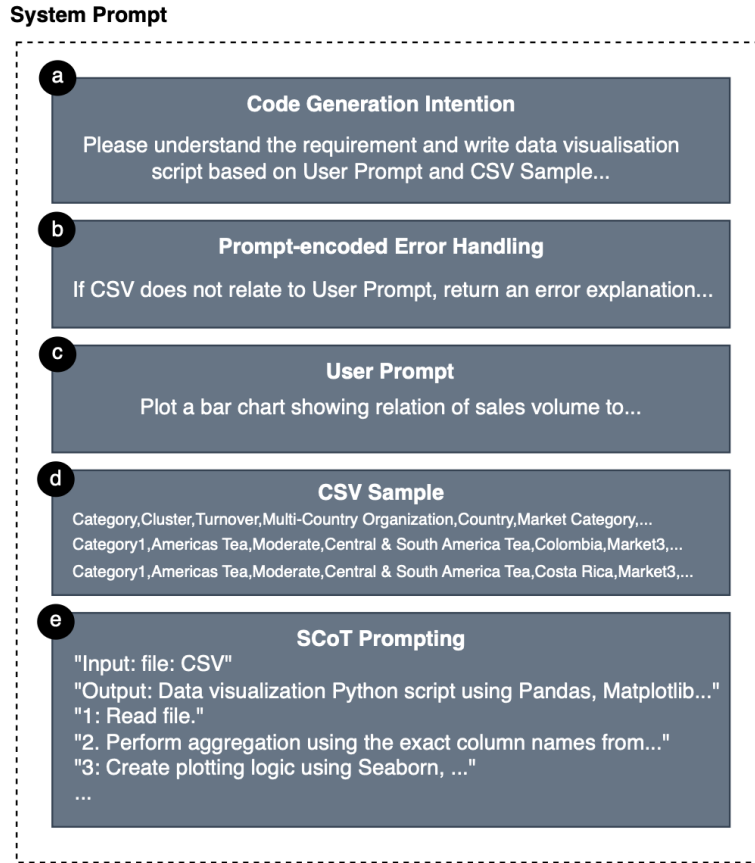 System Prompt
a
Code Generation Intention
Please understand the requirement and write data visualisation
script based on User Prompt and CSV Sample...
b
Prompt-encoded Error Handling
If CSV does not relate to User Prompt, return an error explanation...
c
User Prompt
Plot a bar chart showing relation of sales volume to...
d
CSV Sample
Category,Cluster,Turnover,Multi-Country Organization,Country,Market Category,...
Category1,Americas Tea,Moderate,Central & South America Tea,Colombia,Market3,...
Category1,Americas Tea,Moderate,Central & South America Tea,Costa Rica,Market3,...
e
SCoT Prompting
"Input: file: CSV"
"Output: Data visualization Python script using Pandas, Matplotlib..."
"1: Read file."
"2. Perform aggregation using the exact column names from..."
"3: Create plotting logic using Seaborn, ..."
...